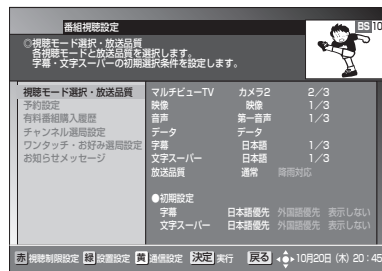 番組視聴設定
BS 10
◎視聴モード選択・放送品質
各視聴モードと放送品質を選択します。
字幕・文字スーパーの初期選択条件を設定します。
視聴モード選択・放送品質
予約設定
有料番組購入履歴
チャンネル選局設定
ワンタッチ・お好み選局設定
お知らせメッセージ
マルチビューTV カメラ2 2/3
映像 映像 1/3
音声 第一音声 1/3
データ データ
字幕 日本語 1/3
文字スーパー 日本語 1/3
放送品質 通常 降雨対応
●初期設定
字幕 日本語優先 外国語優先 表示しない
文字スーパー 日本語優先 外国語優先 表示しない
赤 視聴制限設定 緑 設置設定 黄 通信設定 決定 実行 戻る 10月20日 (木) 20:45